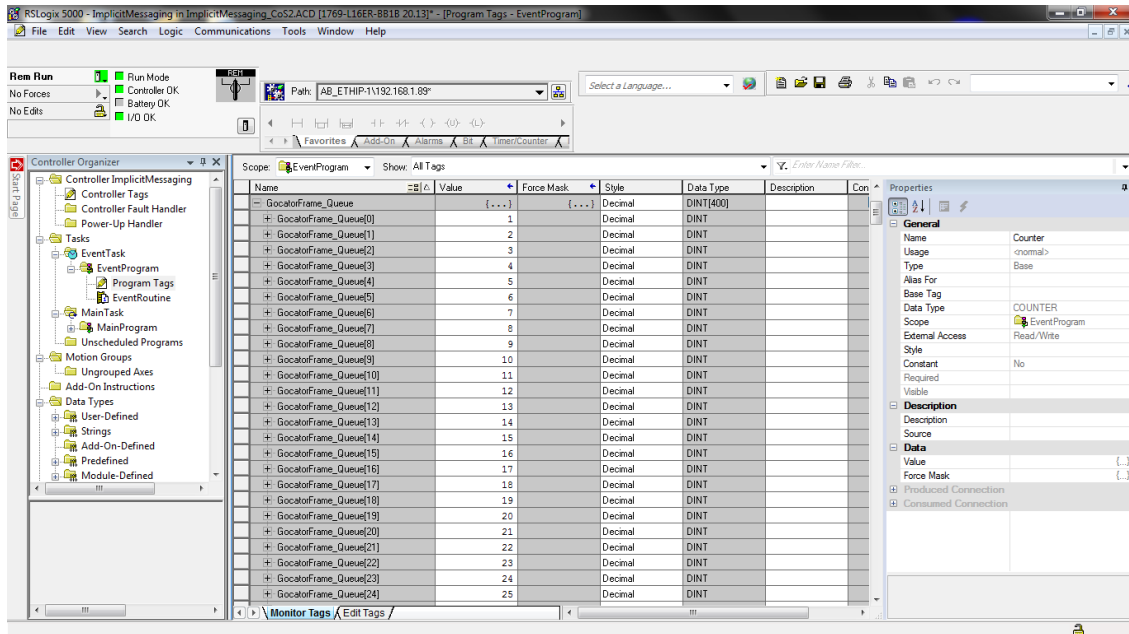 RSLogix 5000 - ImplicitMessaging in ImplicitMessaging_CoS2.ACD [1769-L16ER-BB1B 20.13]* - [Program Tags - EventProgram]
File Edit View Search Logic Communications Tools Window Help
Rem Run
No Forces
No Edits
Run Mode
Controller OK
Battery OK
I/O OK
REM
Path: AB_ETHIP-1\192.168.1.89*
Select a Language...
Favorites Add-On Alarms Bit Timer/Counter
Start Page
Controller Organizer
Controller ImplicitMessaging
Controller Tags
Controller Fault Handler
Power-Up Handler
Tasks
EventTask
EventProgram
Program Tags
EventRoutine
MainTask
MainProgram
Unscheduled Programs
Motion Groups
Ungrouped Axes
Add-On Instructions
Data Types
User-Defined
Strings
Add-On-Defined
Predefined
Module-Defined
Scope: EventProgram Show: All Tags Enter Name Filter...
Name Value Force Mask Style Data Type Description Con
GocatorFrame_Queue {...} {...} Decimal DINT[400]
GocatorFrame_Queue[0] 1 Decimal DINT
GocatorFrame_Queue[1] 2 Decimal DINT
GocatorFrame_Queue[2] 3 Decimal DINT
GocatorFrame_Queue[3] 4 Decimal DINT
GocatorFrame_Queue[4] 5 Decimal DINT
GocatorFrame_Queue[5] 6 Decimal DINT
GocatorFrame_Queue[6] 7 Decimal DINT
GocatorFrame_Queue[7] 8 Decimal DINT
GocatorFrame_Queue[8] 9 Decimal DINT
GocatorFrame_Queue[9] 10 Decimal DINT
GocatorFrame_Queue[10] 11 Decimal DINT
GocatorFrame_Queue[11] 12 Decimal DINT
GocatorFrame_Queue[12] 13 Decimal DINT
GocatorFrame_Queue[13] 14 Decimal DINT
GocatorFrame_Queue[14] 15 Decimal DINT
GocatorFrame_Queue[15] 16 Decimal DINT
GocatorFrame_Queue[16] 17 Decimal DINT
GocatorFrame_Queue[17] 18 Decimal DINT
GocatorFrame_Queue[18] 19 Decimal DINT
GocatorFrame_Queue[19] 20 Decimal DINT
GocatorFrame_Queue[20] 21 Decimal DINT
GocatorFrame_Queue[21] 22 Decimal DINT
GocatorFrame_Queue[22] 23 Decimal DINT
GocatorFrame_Queue[23] 24 Decimal DINT
GocatorFrame_Queue[24] 25 Decimal DINT
Monitor Tags Edit Tags
Properties
General
Name Counter
Usage <normal>
Type Base
Alias For
Base Tag
Data Type COUNTER
Scope EventProgram
External Access Read/Write
Style
Constant No
Required
Visible
Description
Description
Source
Data
Value {...}
Force Mask {...}
Produced Connection
Consumed Connection